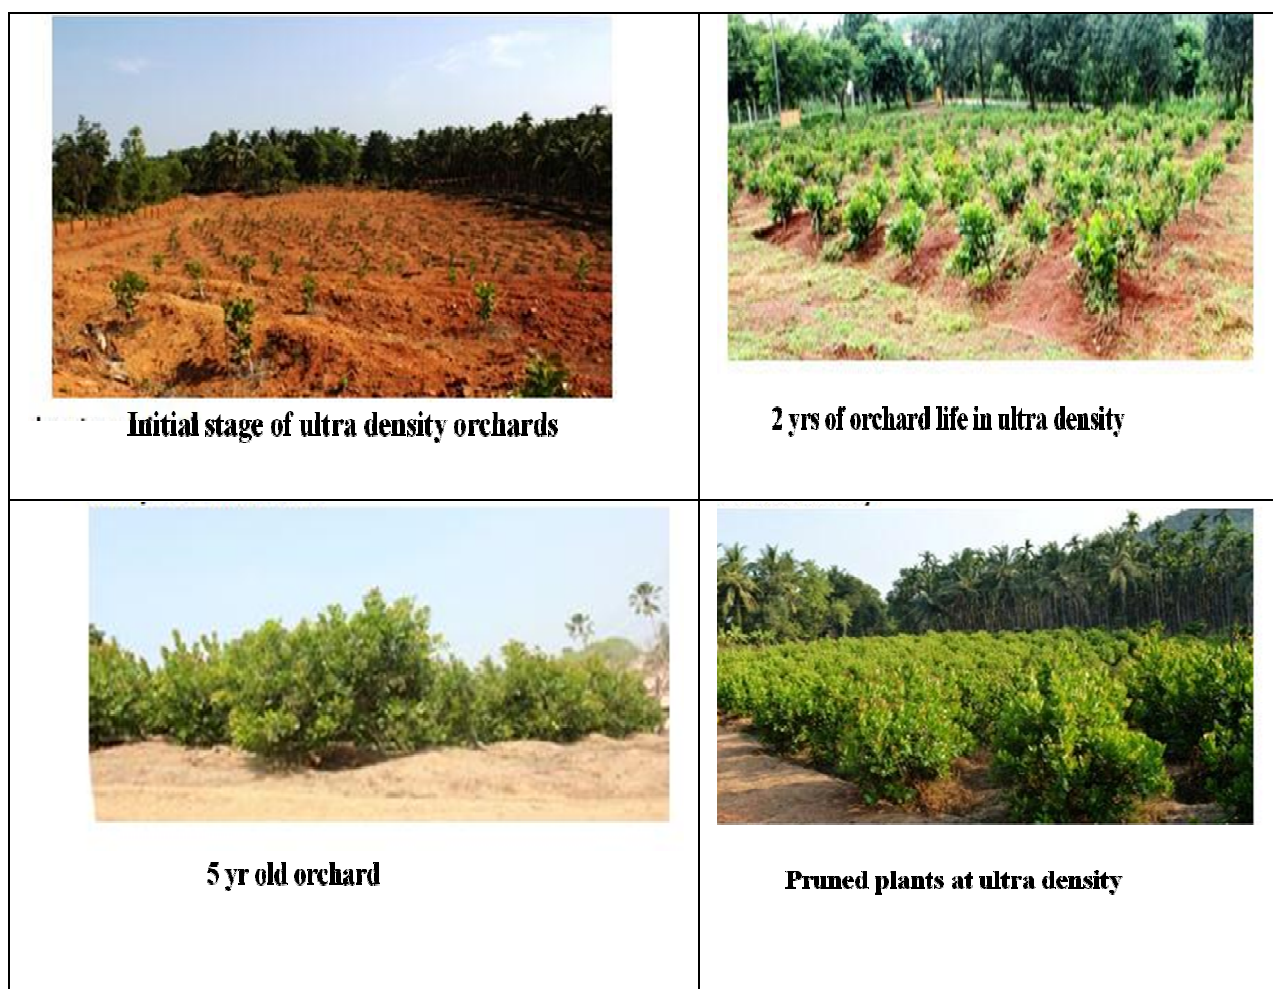 Initial stage of ultra density orchards
2 yrs of orchard life in ultra density
5 yr old orchard
Pruned plants at ultra density